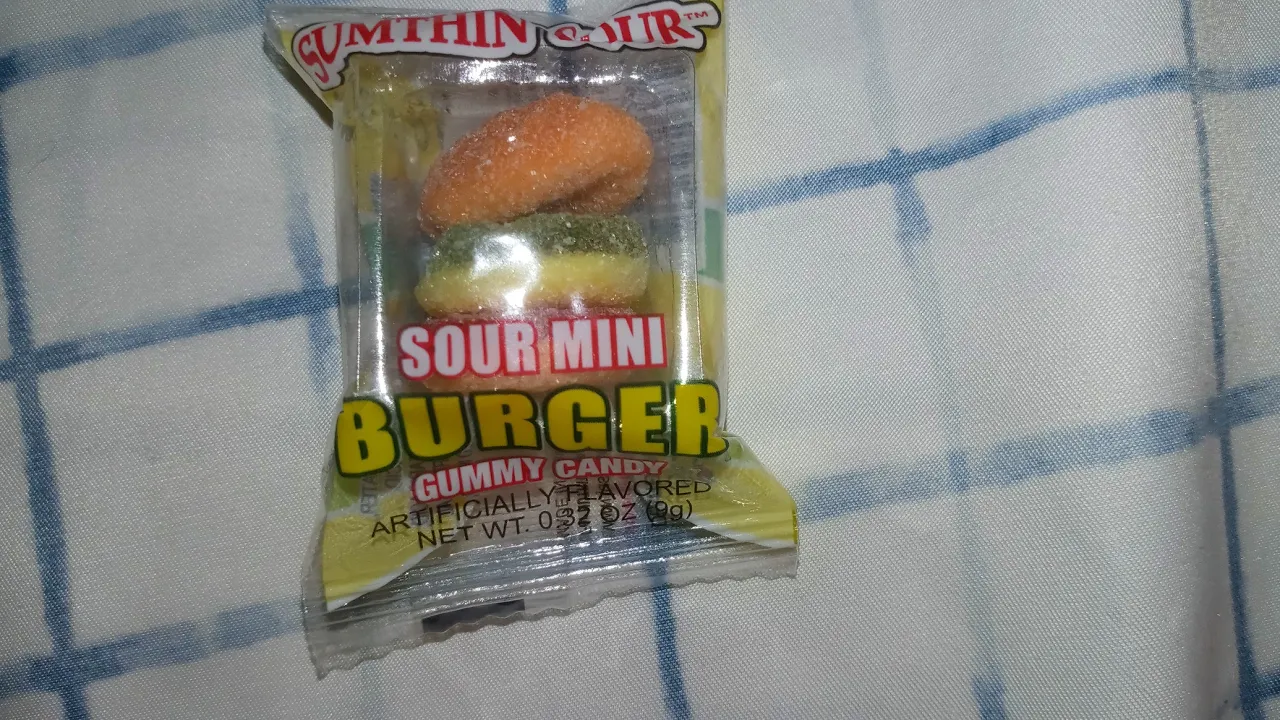 SUMTHIN SOUR™
SOUR MINI
BURGER
GUMMY CANDY
ARTIFICIALLY FLAVORED
NET WT. 0.32 OZ (9g)